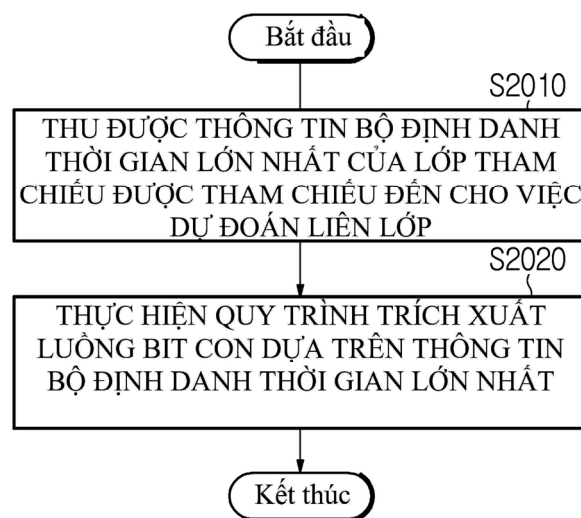 Bắt đầu
S2010
THU ĐƯỢC THÔNG TIN BỘ ĐỊNH DANH
THỜI GIAN LỚN NHẤT CỦA LỚP THAM
CHIẾU ĐƯỢC THAM CHIẾU ĐẾN CHO VIỆC
DỰ ĐOÁN LIÊN LỚP
S2020
THỰC HIỆN QUY TRÌNH TRÍCH XUẤT
LUỒNG BIT CON DỰA TRÊN THÔNG TIN
BỘ ĐỊNH DANH THỜI GIAN LỚN NHẤT
Kết thúc